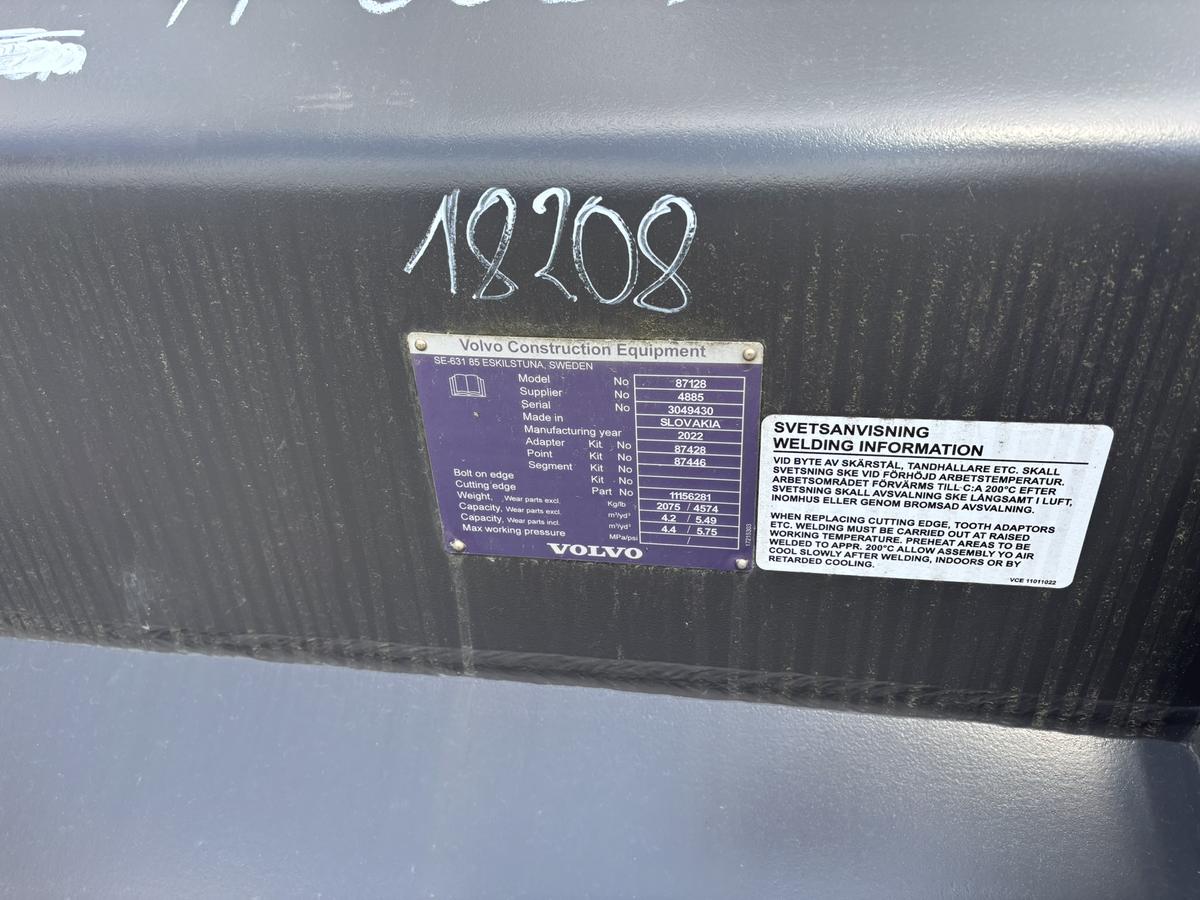 18208
Volvo Construction Equipment
SE-631 85 ESKILSTUNA, SWEDEN
Model No 87128
Supplier No 4885
Serial No 3049430
Made in SLOVAKIA
Manufacturing year 2022
Adapter Kit No 87428
Point Kit No 87446
Segment Kit No
Bolt on edge Kit No
Cutting edge Part No 11156281
Weight, Wear parts excl. Kg/lb 2075 / 4574
Capacity, Wear parts excl. m³/yd³ 4.2 / 5.49
Capacity, Wear parts incl. m³/yd³ 4.4 / 5.75
Max working pressure MPa/psi /
VOLVO
17215303
SVETSANVISNING
WELDING INFORMATION
VID BYTE AV SKÄRSTÅL, TANDHÅLLARE ETC. SKALL
SVETSNING SKE VID FÖRHÖJD ARBETSTEMPERATUR.
ARBETSOMRÅDET FÖRVÄRMS TILL C:A 200°C EFTER
SVETSNING SKALL AVSVALNING SKE LÅNGSAMT I LUFT,
INOMHUS ELLER GENOM BROMSAD AVSVALNING.
WHEN REPLACING CUTTING EDGE, TOOTH ADAPTORS
ETC. WELDING MUST BE CARRIED OUT AT RAISED
WORKING TEMPERATURE. PREHEAT AREAS TO BE
WELDED TO APPR. 200°C ALLOW ASSEMBLY YO AIR
COOL SLOWLY AFTER WELDING, INDOORS OR BY
RETARDED COOLING.
VCE 11011022